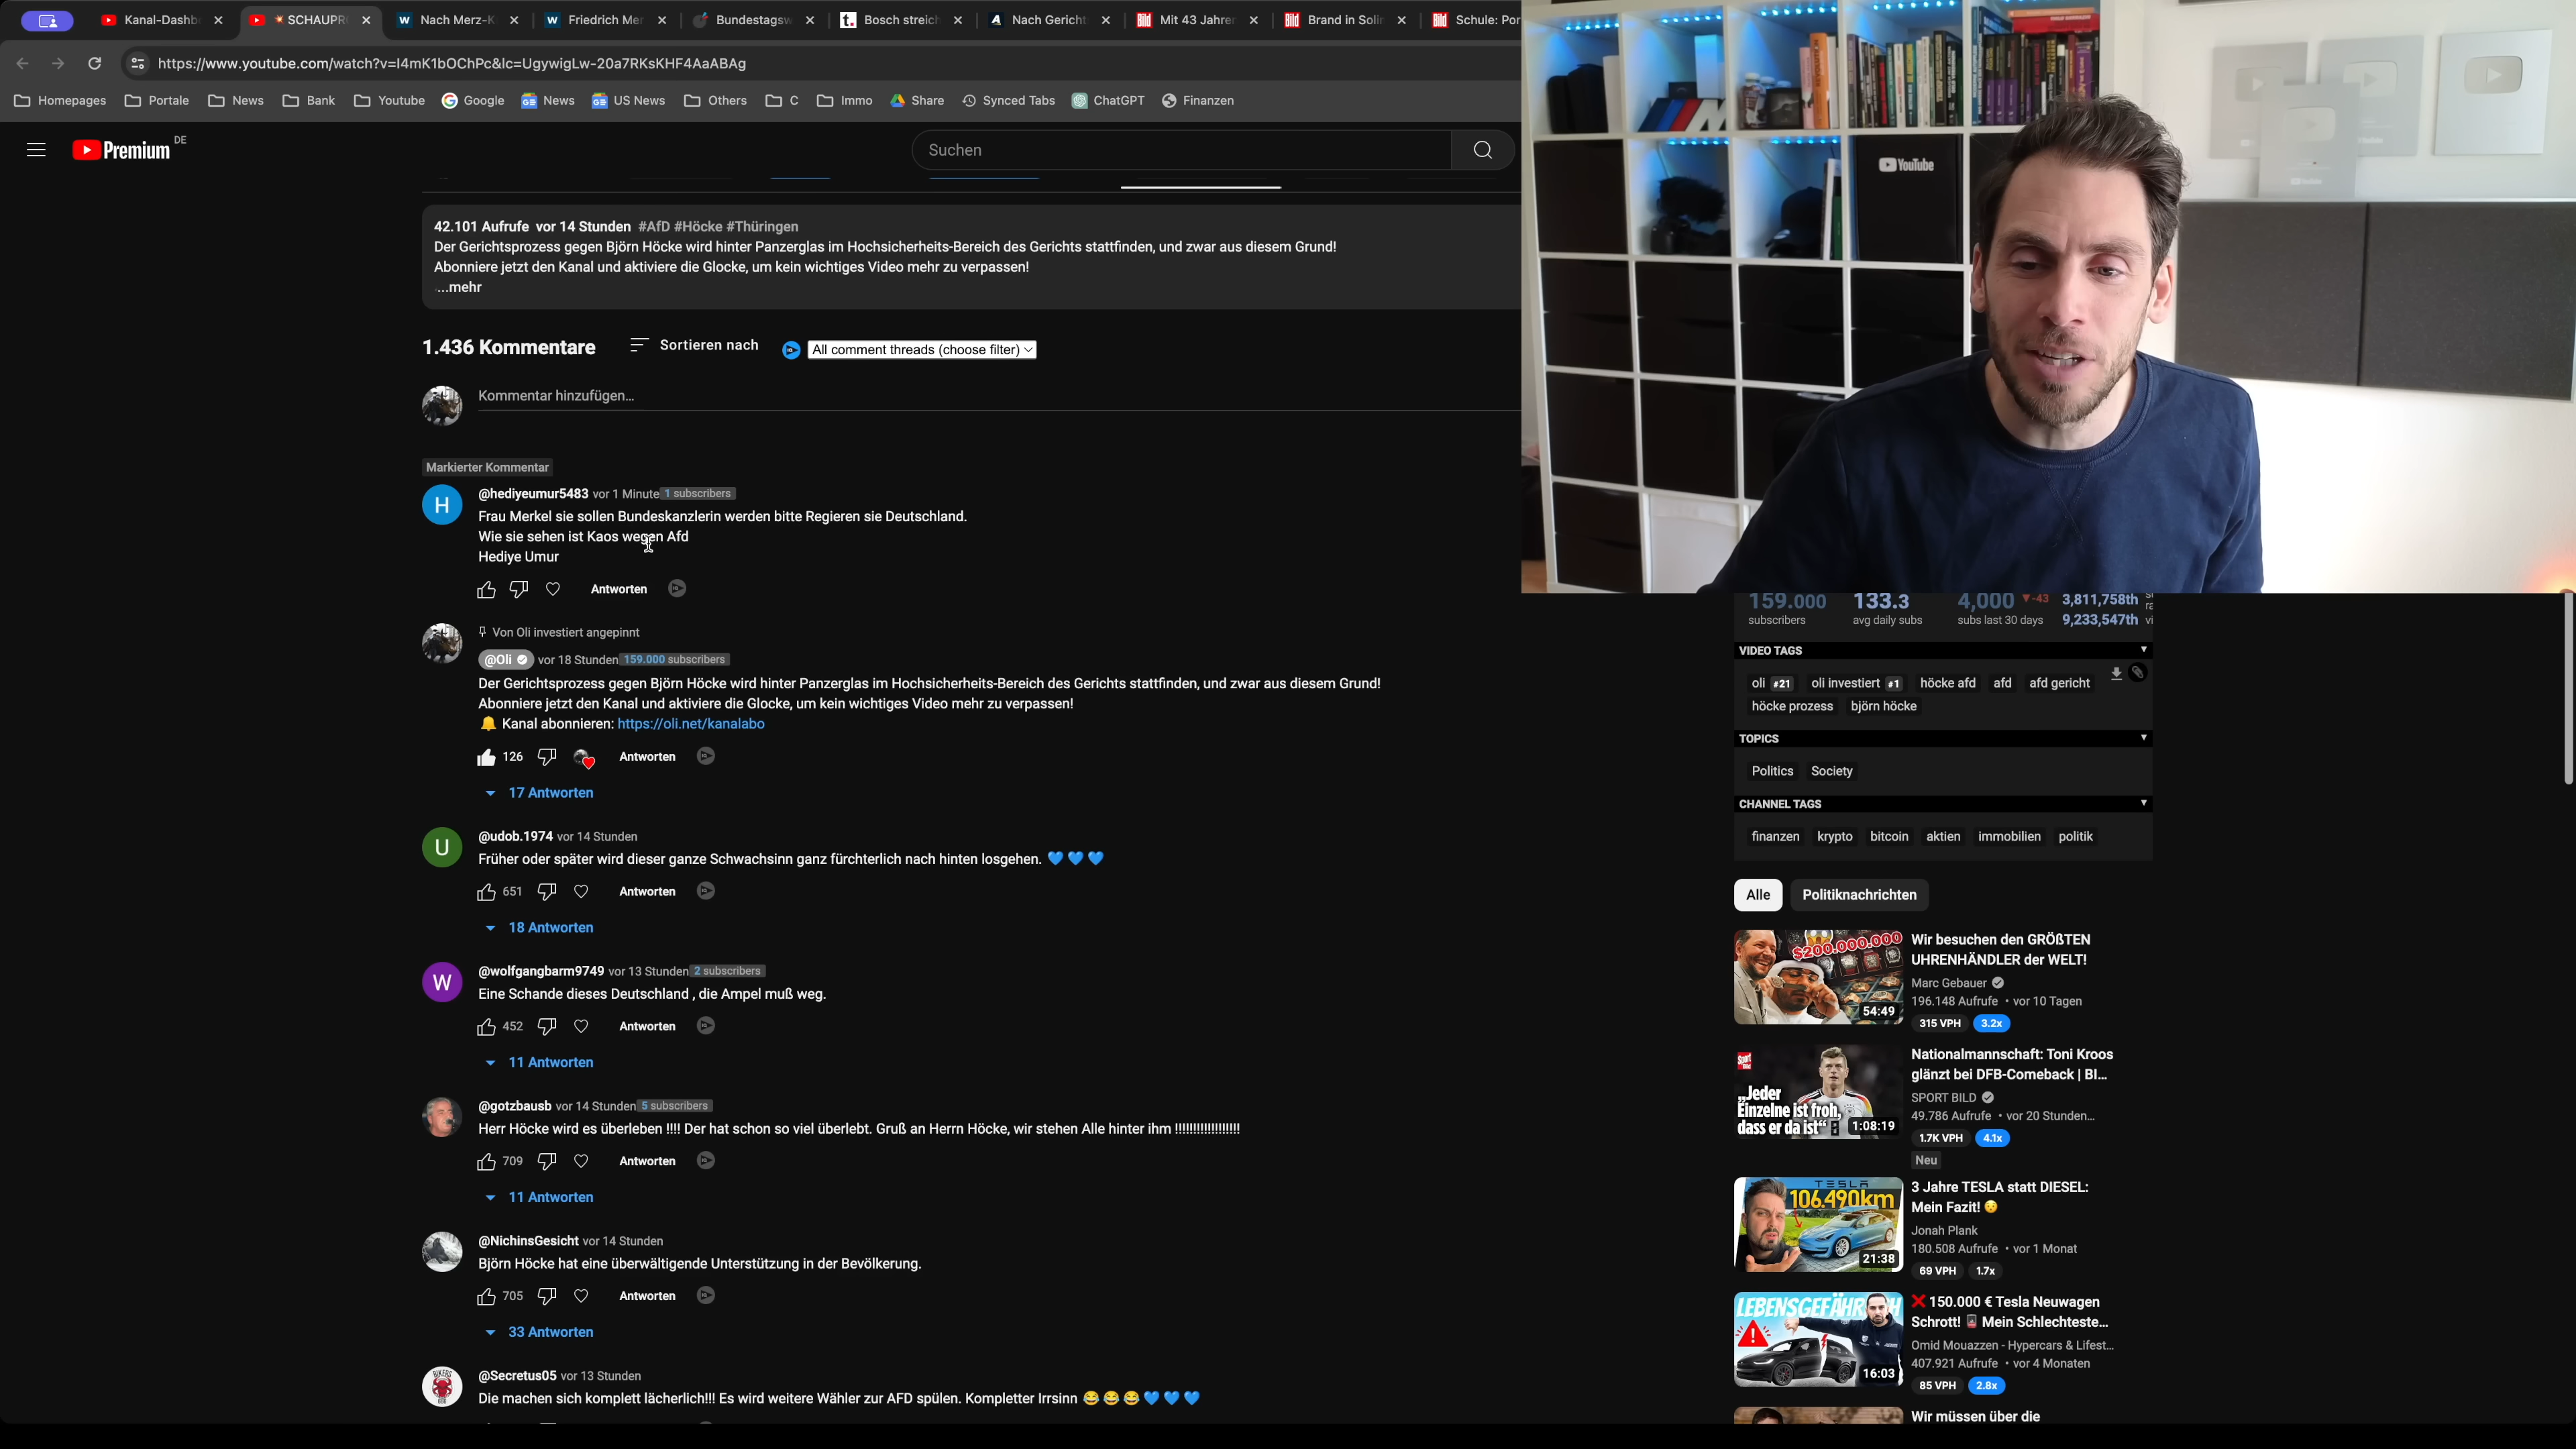 Kanal-Dashb
SCHAUPR
Nach Merz-K
Friedrich Mer
Bundestagsw
Bosch streich
Nach Gericht
Mit 43 Jahren
Brand in Solin
Schule: Por
https://www.youtube.com/watch?v=I4mK1bOChPc&lc=UgywigLw-20a7RKsKHF4AaABAg
Homepages
Portale
News
Bank
Youtube
Google
News
US News
Others
C
Immo
Share
Synced Tabs
ChatGPT
Finanzen
Premium DE
Suchen
YouTube
42.101 Aufrufe vor 14 Stunden #AfD #Höcke #Thüringen
Der Gerichtsprozess gegen Björn Höcke wird hinter Panzerglas im Hochsicherheits-Bereich des Gerichts stattfinden, und zwar aus diesem Grund!
Abonniere jetzt den Kanal und aktiviere die Glocke, um kein wichtiges Video mehr zu verpassen!
...mehr
1.436 Kommentare
Sortieren nach
All comment threads (choose filter)
Kommentar hinzufügen...
Markierter Kommentar
H
@hediyeumur5483 vor 1 Minute 1 subscribers
Frau Merkel sie sollen Bundeskanzlerin werden bitte Regieren sie Deutschland.
Wie sie sehen ist Kaos wegen Afd
Hediye Umur
Antworten
Von Oli investiert angepinnt
@Oli vor 18 Stunden 159.000 subscribers
Der Gerichtsprozess gegen Björn Höcke wird hinter Panzerglas im Hochsicherheits-Bereich des Gerichts stattfinden, und zwar aus diesem Grund!
Abonniere jetzt den Kanal und aktiviere die Glocke, um kein wichtiges Video mehr zu verpassen!
🔔 Kanal abonnieren: https://oli.net/kanalabo
126 Antworten
17 Antworten
U
@udob.1974 vor 14 Stunden
Früher oder später wird dieser ganze Schwachsinn ganz fürchterlich nach hinten losgehen. 💙💙💙
651 Antworten
18 Antworten
W
@wolfgangbarm9749 vor 13 Stunden 2 subscribers
Eine Schande dieses Deutschland , die Ampel muß weg.
452 Antworten
11 Antworten
@gotzbausb vor 14 Stunden 5 subscribers
Herr Höcke wird es überleben !!!! Der hat schon so viel überlebt. Gruß an Herrn Höcke, wir stehen Alle hinter ihm !!!!!!!!!!!!!!!!!
709 Antworten
11 Antworten
@NichinsGesicht vor 14 Stunden
Björn Höcke hat eine überwältigende Unterstützung in der Bevölkerung.
705 Antworten
33 Antworten
@Secretus05 vor 13 Stunden
Die machen sich komplett lächerlich!!! Es wird weitere Wähler zur AFD spülen. Kompletter Irrsinn 😂😂😂💙💙💙
159.000 133.3 4,000 ▼-43 3,811,758th
subscribers avg daily subs subs last 30 days 9,233,547th
VIDEO TAGS
oli #21 oli investiert #1 höcke afd afd afd gericht
höcke prozess björn höcke
TOPICS
Politics Society
CHANNEL TAGS
finanzen krypto bitcoin aktien immobilien politik
Alle Politiknachrichten
$200.000.000
54:49
Wir besuchen den GRÖßTEN
UHRENHÄNDLER der WELT!
Marc Gebauer
196.148 Aufrufe • vor 10 Tagen
315 VPH 3.2x
„Jeder
Einzelne ist froh,
dass er da ist“
1:08:19
Nationalmannschaft: Toni Kroos
glänzt bei DFB-Comeback | BI...
SPORT BILD
49.786 Aufrufe • vor 20 Stunden...
1.7K VPH 4.1x
Neu
TESLA
106.490km
21:38
3 Jahre TESLA statt DIESEL:
Mein Fazit! 😟
Jonah Plank
180.508 Aufrufe • vor 1 Monat
69 VPH 1.7x
LEBENSGEFÄHR
16:03
❌ 150.000 € Tesla Neuwagen
Schrott! Mein Schlechteste...
Omid Mouazzen - Hypercars & Lifest...
407.921 Aufrufe • vor 4 Monaten
85 VPH 2.8x
Wir müssen über die